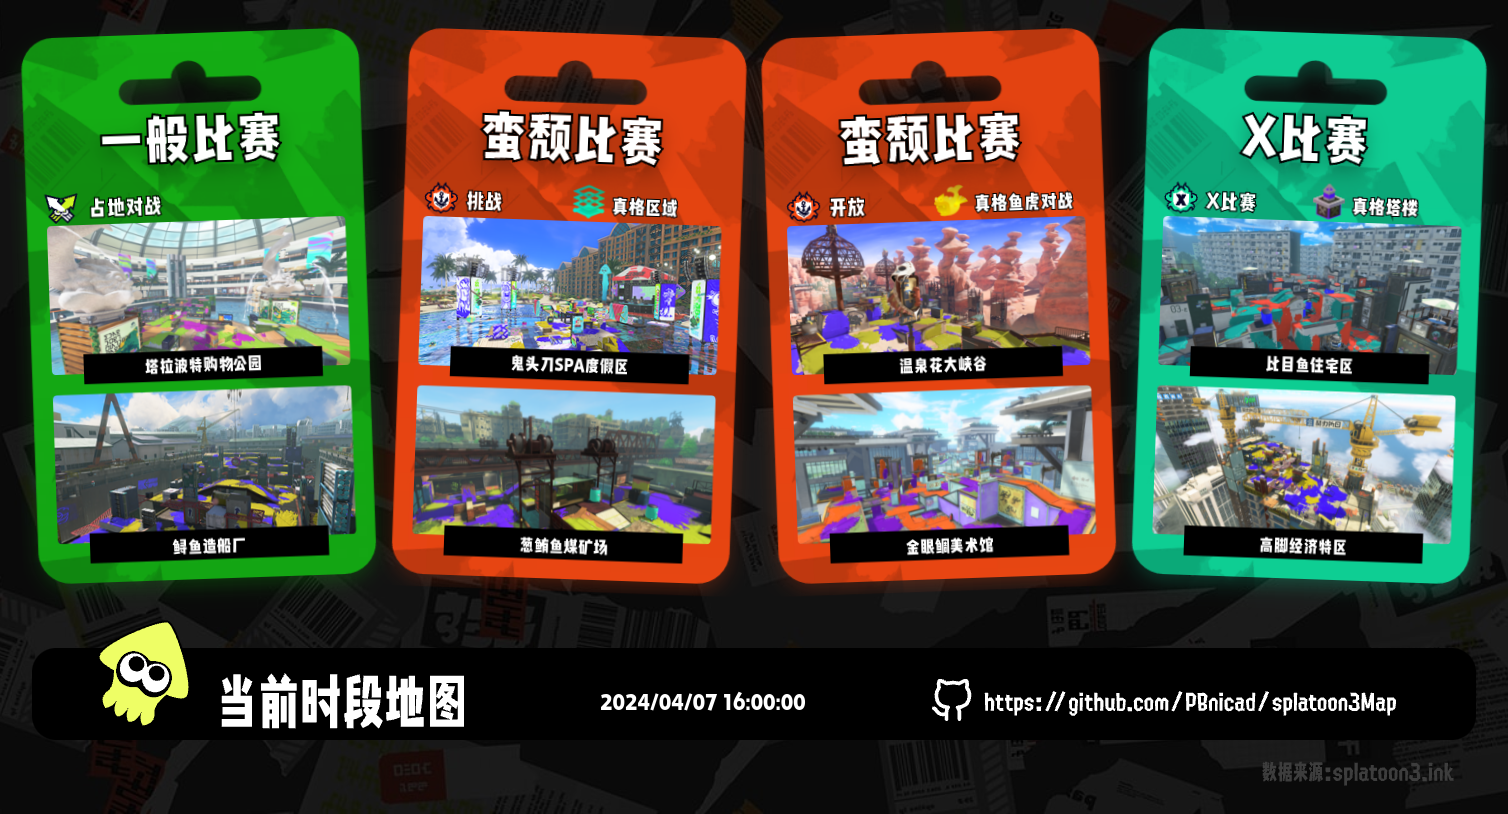 一般比赛
占地对战
塔拉波特购物公园
鲟鱼造船厂
蛮颓比赛
挑战
真格区域
鬼头刀SPA度假区
葱鲔鱼煤矿场
蛮颓比赛
开放
真格鱼虎对战
温泉花大峡谷
金眼鲷美术馆
X比赛
X比赛
真格塔楼
比目鱼住宅区
高脚经济特区
当前时段地图
2024/04/07 16:00:00
https://github.com/PBnicad/splatoon3Map
数据来源:splatoon3.ink